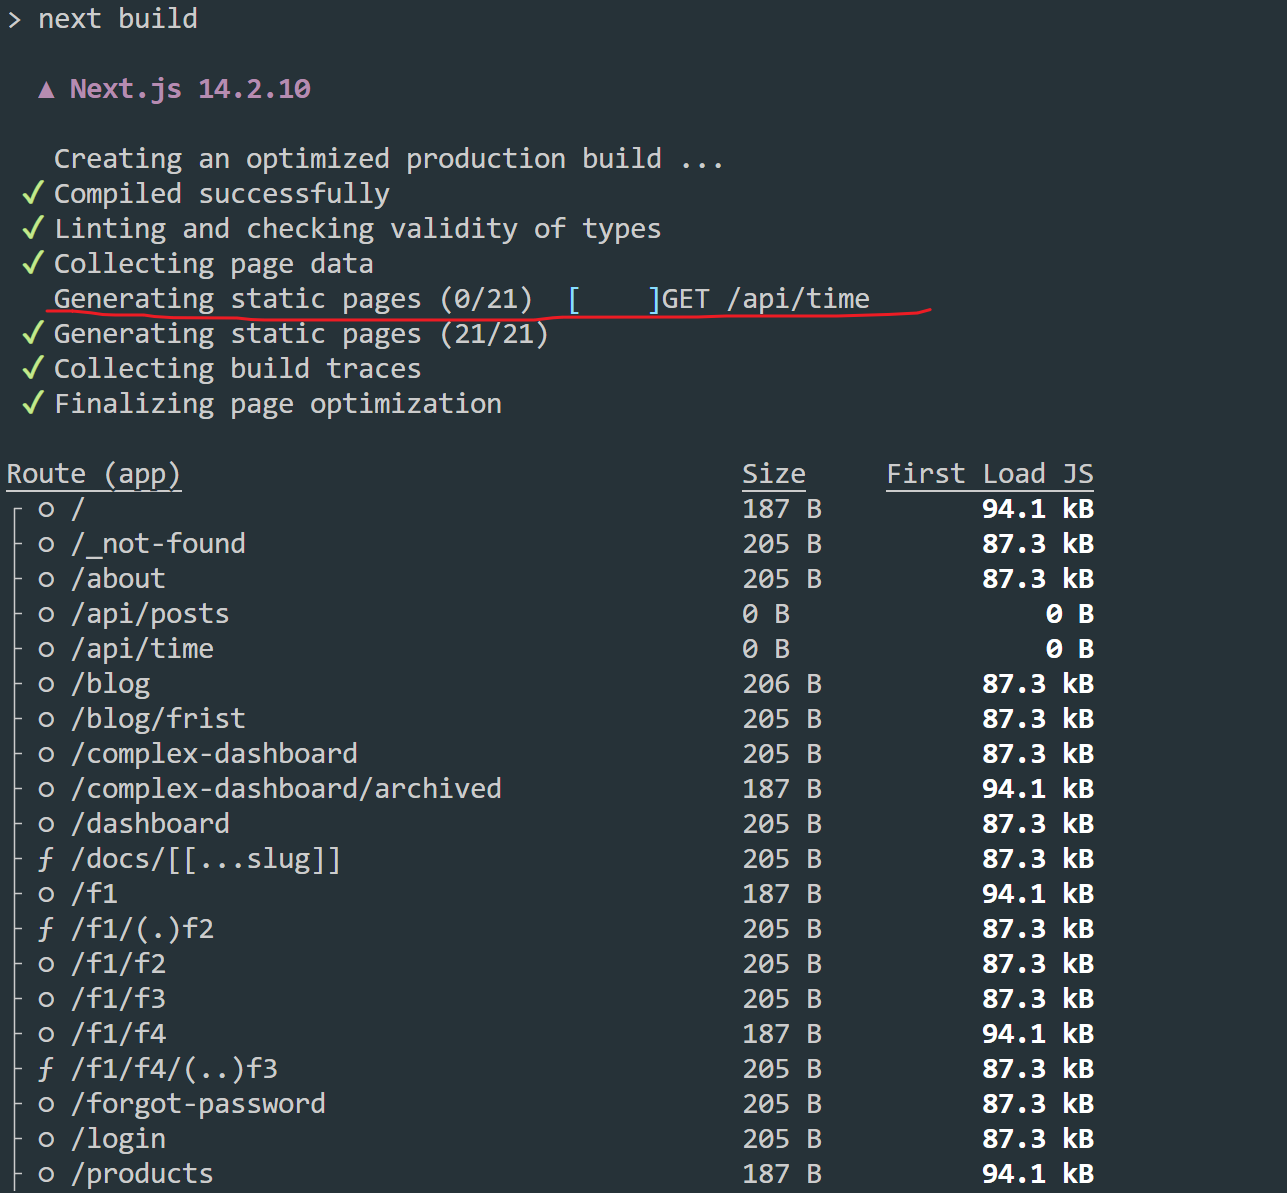 > next build
▲ Next.js 14.2.10
Creating an optimized production build ...
✓ Compiled successfully
✓ Linting and checking validity of types
✓ Collecting page data
Generating static pages (0/21)  [    ]GET /api/time
✓ Generating static pages (21/21)
✓ Collecting build traces
✓ Finalizing page optimization
Route (app) Size First Load JS
┌ ○ / 187 B 94.1 kB
├ ○ /_not-found 205 B 87.3 kB
├ ○ /about 205 B 87.3 kB
├ ○ /api/posts 0 B 0 B
├ ○ /api/time 0 B 0 B
├ ○ /blog 206 B 87.3 kB
├ ○ /blog/frist 205 B 87.3 kB
├ ○ /complex-dashboard 205 B 87.3 kB
├ ○ /complex-dashboard/archived 187 B 94.1 kB
├ ○ /dashboard 205 B 87.3 kB
├ ƒ /docs/[[...slug]] 205 B 87.3 kB
├ ○ /f1 187 B 94.1 kB
├ ƒ /f1/(.)f2 205 B 87.3 kB
├ ○ /f1/f2 205 B 87.3 kB
├ ○ /f1/f3 205 B 87.3 kB
├ ○ /f1/f4 187 B 94.1 kB
├ ƒ /f1/f4/(..)f3 205 B 87.3 kB
├ ○ /forgot-password 205 B 87.3 kB
├ ○ /login 205 B 87.3 kB
├ ○ /products 187 B 94.1 kB